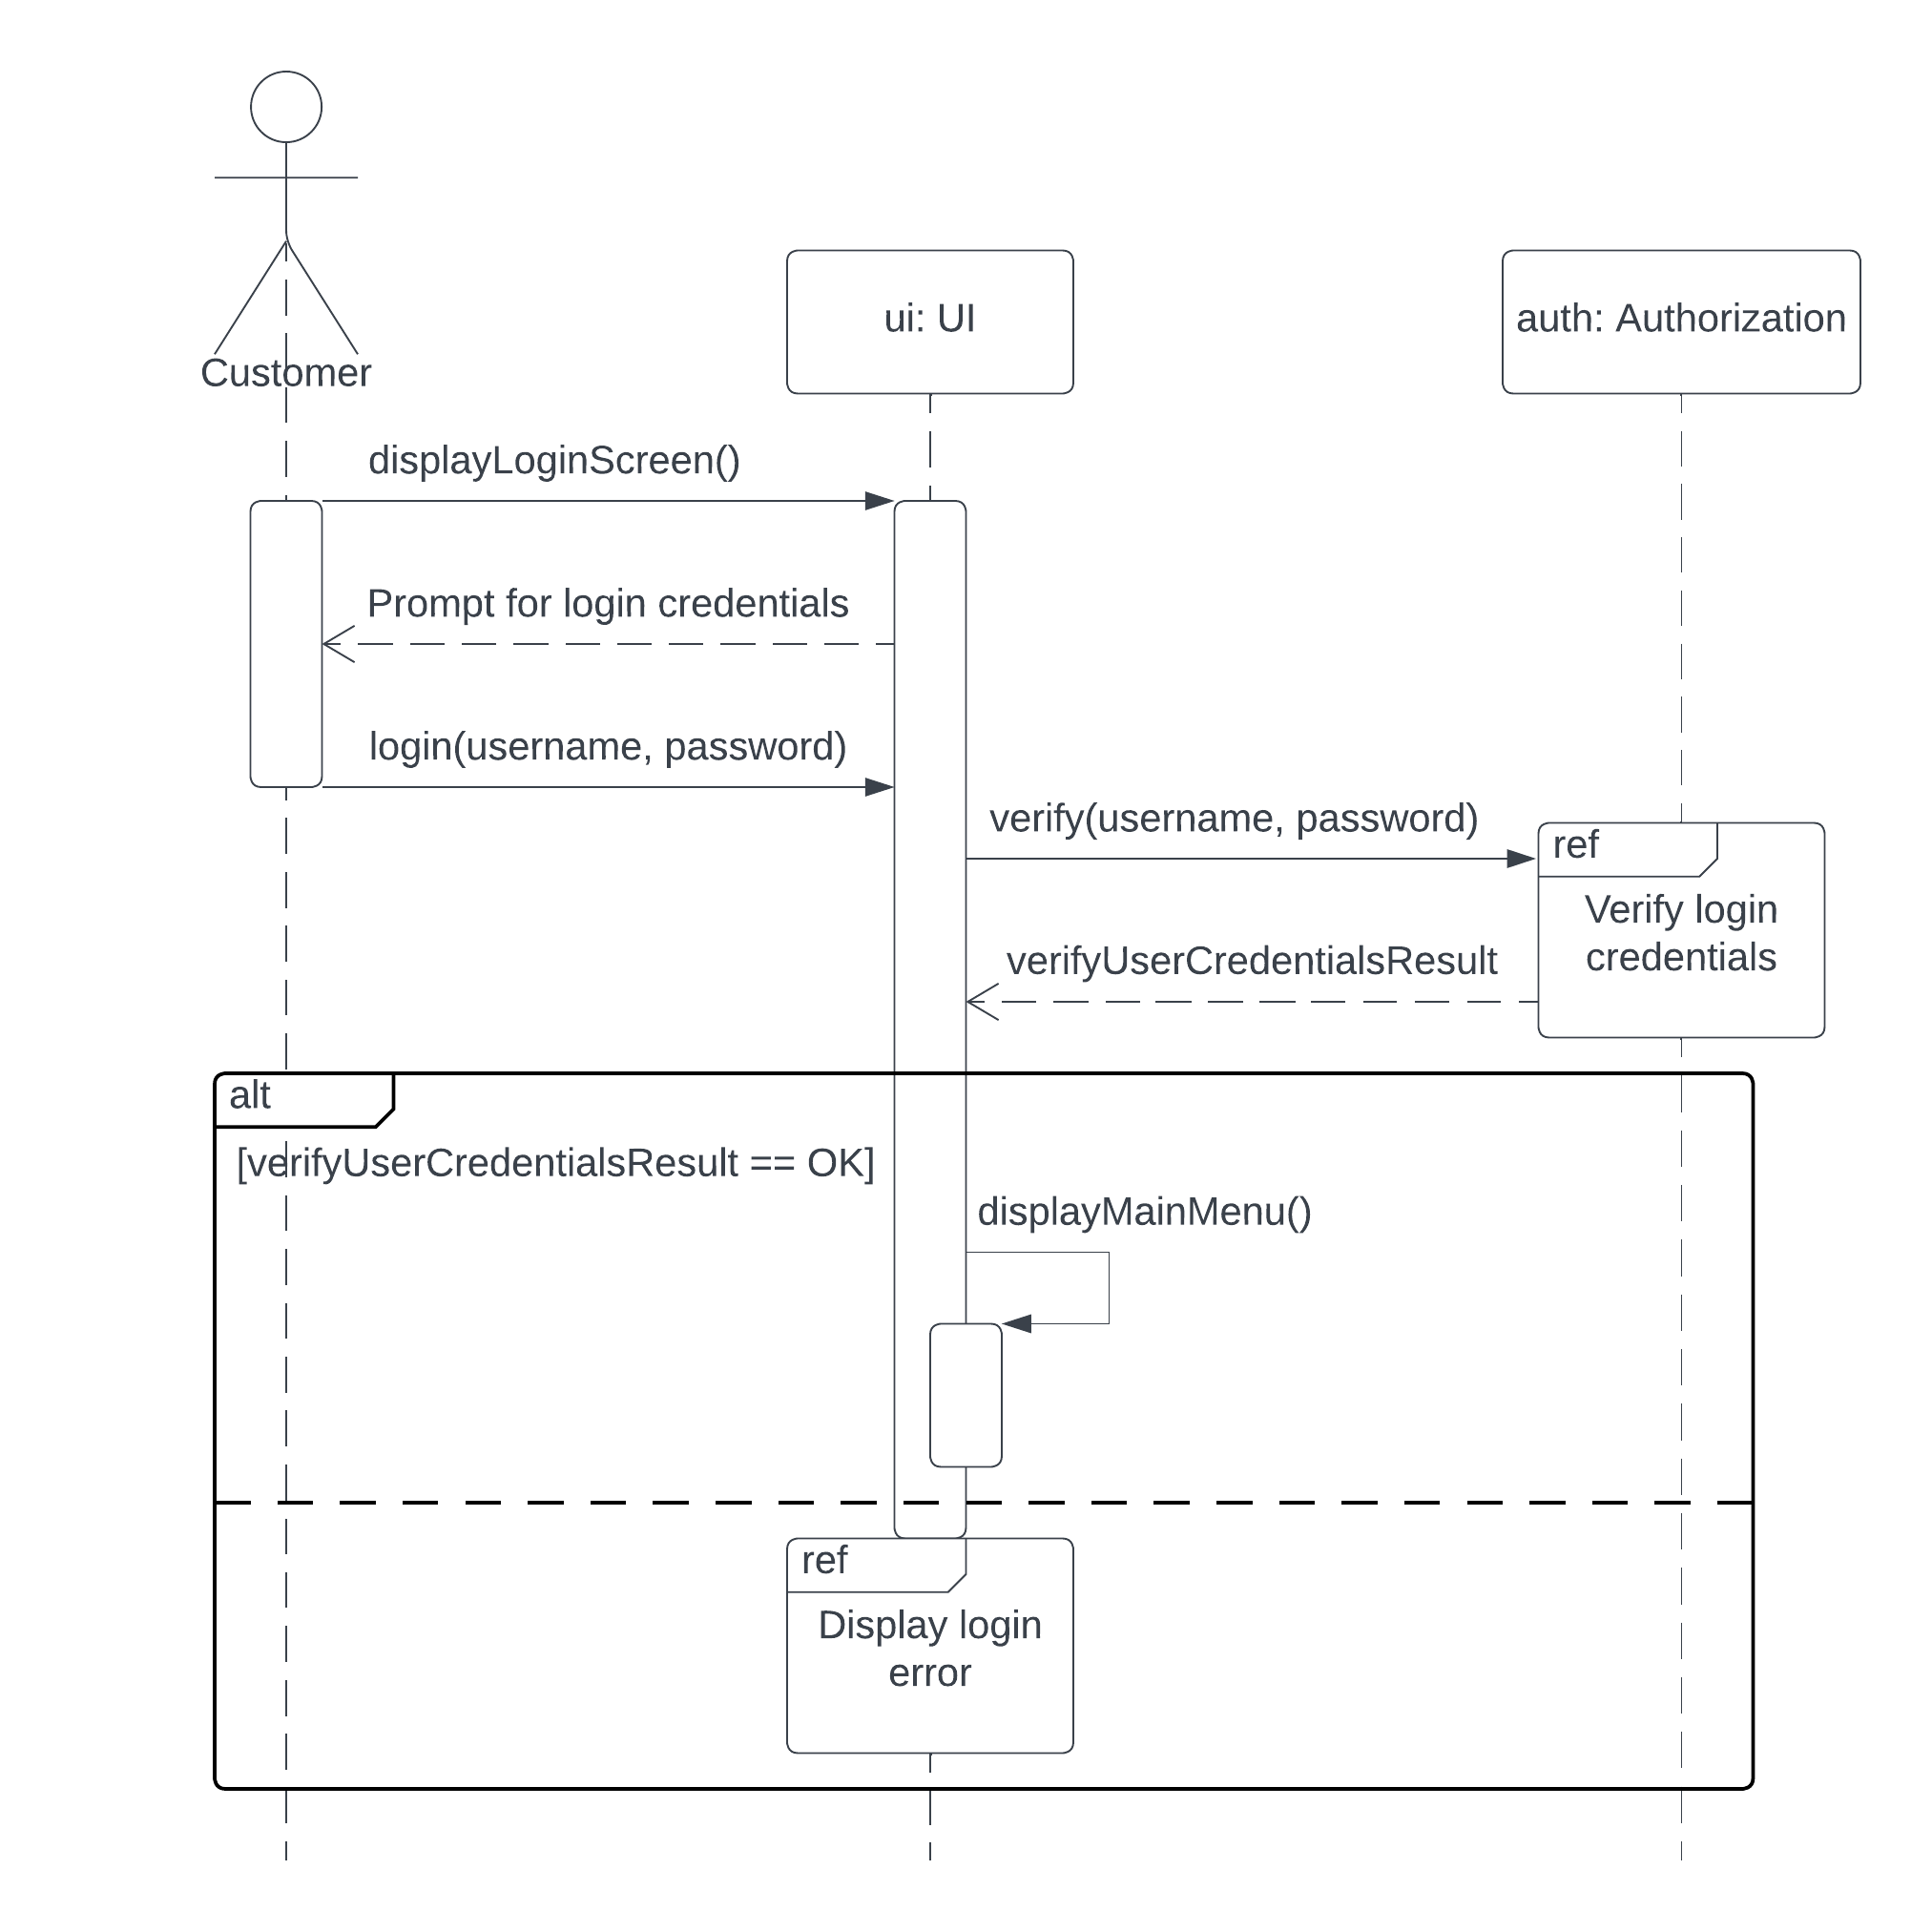 Customer
ui: UI
auth: Authorization
displayLoginScreen()
Prompt for login credentials
login(username, password)
verify(username, password)
ref
Verify login
credentials
verifyUserCredentialsResult
alt
[verifyUserCredentialsResult == OK]
displayMainMenu()
ref
Display login
error